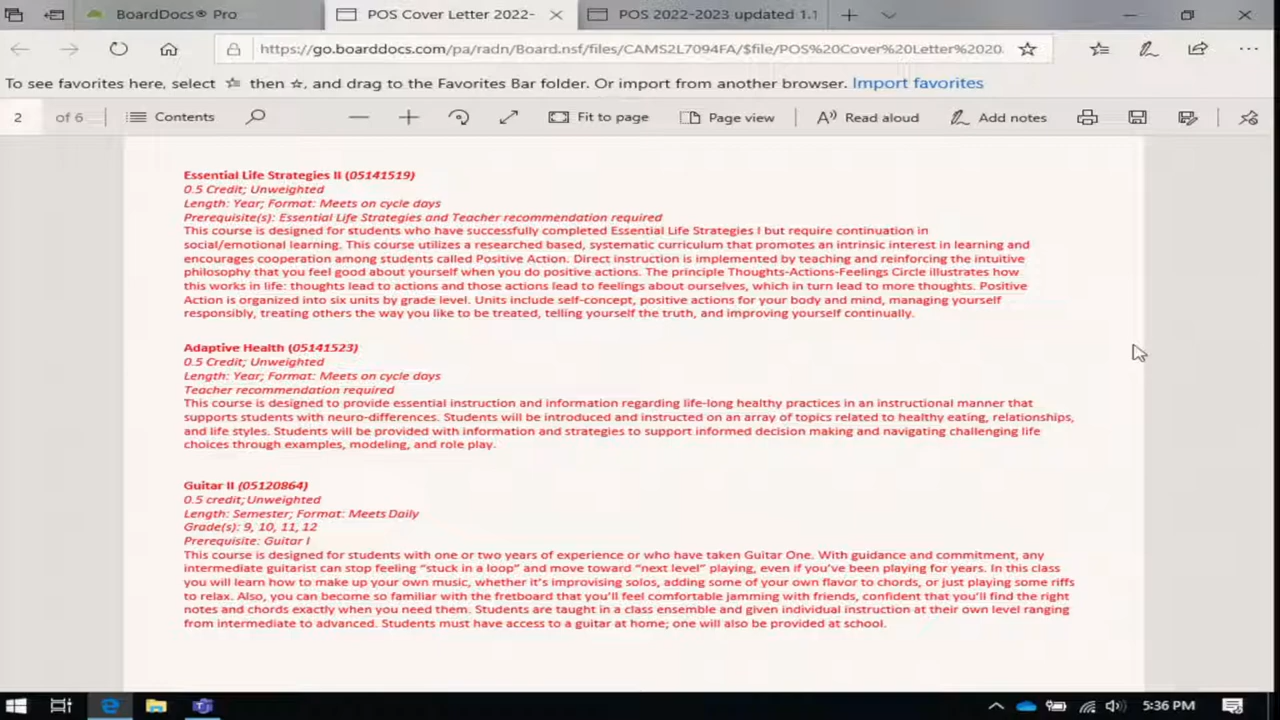 BoardDocs® Pro
POS Cover Letter 2022-
POS 2022-2023 updated 1.1
https://go.boarddocs.com/pa/radn/Board.nsf/files/CAMS2L7094FA/$file/POS%20Cover%20Letter%2020
To see favorites here, select then ☆, and drag to the Favorites Bar folder. Or import from another browser. Import favorites
2 of 6 Contents Fit to page Page view Read aloud Add notes
Essential Life Strategies II (05141519)
0.5 Credit; Unweighted
Length: Year; Format: Meets on cycle days
Prerequisite(s): Essential Life Strategies and Teacher recommendation required
This course is designed for students who have successfully completed Essential Life Strategies I but require continuation in
social/emotional learning. This course utilizes a researched based, systematic curriculum that promotes an intrinsic interest in learning and
encourages cooperation among students called Positive Action. Direct instruction is implemented by teaching and reinforcing the intuitive
philosophy that you feel good about yourself when you do positive actions. The principle Thoughts-Actions-Feelings Circle illustrates how
this works in life: thoughts lead to actions and those actions lead to feelings about ourselves, which in turn lead to more thoughts. Positive
Action is organized into six units by grade level. Units include self-concept, positive actions for your body and mind, managing yourself
responsibly, treating others the way you like to be treated, telling yourself the truth, and improving yourself continually.
Adaptive Health (05141523)
0.5 Credit; Unweighted
Length: Year; Format: Meets on cycle days
Teacher recommendation required
This course is designed to provide essential instruction and information regarding life-long healthy practices in an instructional manner that
supports students with neuro-differences. Students will be introduced and instructed on an array of topics related to healthy eating, relationships,
and life styles. Students will be provided with information and strategies to support informed decision making and navigating challenging life
choices through examples, modeling, and role play.
Guitar II (05120864)
0.5 credit; Unweighted
Length: Semester; Format: Meets Daily
Grade(s): 9, 10, 11, 12
Prerequisite: Guitar I
This course is designed for students with one or two years of experience or who have taken Guitar One. With guidance and commitment, any
intermediate guitarist can stop feeling “stuck in a loop” and move toward “next level” playing, even if you’ve been playing for years. In this class
you will learn how to make up your own music, whether it’s improvising solos, adding some of your own flavor to chords, or just playing some riffs
to relax. Also, you can become so familiar with the fretboard that you’ll feel comfortable jamming with friends, confident that you’ll find the right
notes and chords exactly when you need them. Students are taught in a class ensemble and given individual instruction at their own level ranging
from intermediate to advanced. Students must have access to a guitar at home; one will also be provided at school.
5:36 PM